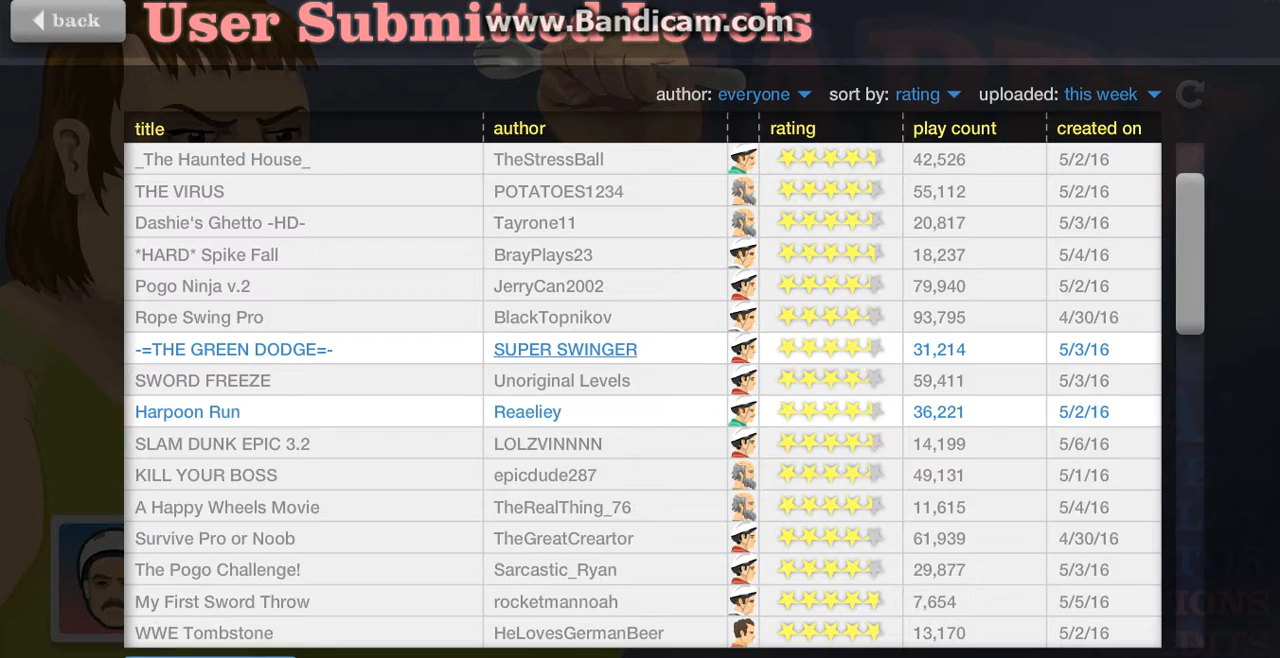 back
User Submitted Levels
www.Bandicam.com
author: everyone sort by: rating uploaded: this week
title author rating play count created on
_The Haunted House_ TheStressBall 42,526 5/2/16
THE VIRUS POTATOES1234 55,112 5/2/16
Dashie's Ghetto -HD- Tayrone11 20,817 5/3/16
*HARD* Spike Fall BrayPlays23 18,237 5/4/16
Pogo Ninja v.2 JerryCan2002 79,940 5/2/16
Rope Swing Pro BlackTopnikov 93,795 4/30/16
-=THE GREEN DODGE=- SUPER SWINGER 31,214 5/3/16
SWORD FREEZE Unoriginal Levels 59,411 5/3/16
Harpoon Run Reaeliey 36,221 5/2/16
SLAM DUNK EPIC 3.2 LOLZVINNNN 14,199 5/6/16
KILL YOUR BOSS epicdude287 49,131 5/1/16
A Happy Wheels Movie TheRealThing_76 11,615 5/4/16
Survive Pro or Noob TheGreatCreartor 61,939 4/30/16
The Pogo Challenge! Sarcastic_Ryan 29,877 5/3/16
My First Sword Throw rocketmannoah 7,654 5/5/16
WWE Tombstone HeLovesGermanBeer 13,170 5/2/16